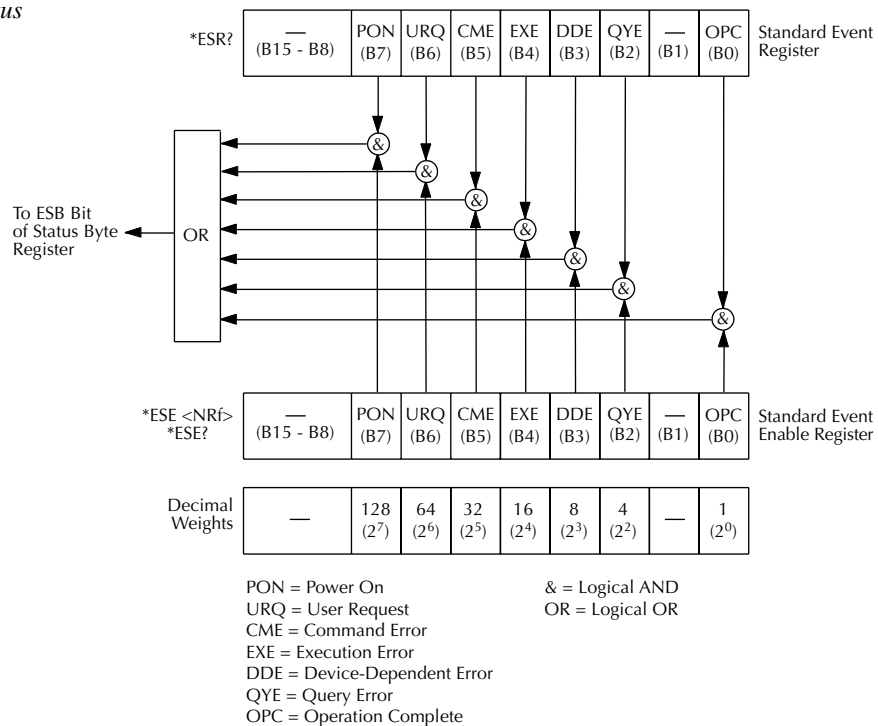 us
*ESR?
—
(B15 - B8)
PON
(B7)
URQ
(B6)
CME
(B5)
EXE
(B4)
DDE
(B3)
QYE
(B2)
—
(B1)
OPC
(B0)
Standard Event
Register
&
&
&
&
&
&
&
To ESB Bit
of Status Byte
Register
OR
*ESE <NRf>
*ESE?
—
(B15 - B8)
PON
(B7)
URQ
(B6)
CME
(B5)
EXE
(B4)
DDE
(B3)
QYE
(B2)
—
(B1)
OPC
(B0)
Standard Event
Enable Register
Decimal
Weights
—
128
(2⁷)
64
(2⁶)
32
(2⁵)
16
(2⁴)
8
(2³)
4
(2²)
—
1
(2⁰)
PON = Power On
URQ = User Request
CME = Command Error
EXE = Execution Error
DDE = Device-Dependent Error
QYE = Query Error
OPC = Operation Complete
& = Logical AND
OR = Logical OR